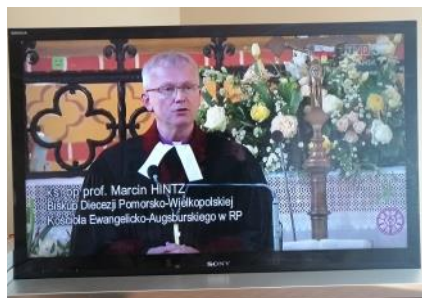 Ks. bp prof. Marcin HINTZ
Biskup Diecezji Pomorsko-Wielkopolskiej
Kościoła Ewangelicko-Augsburskiego w RP
SONY